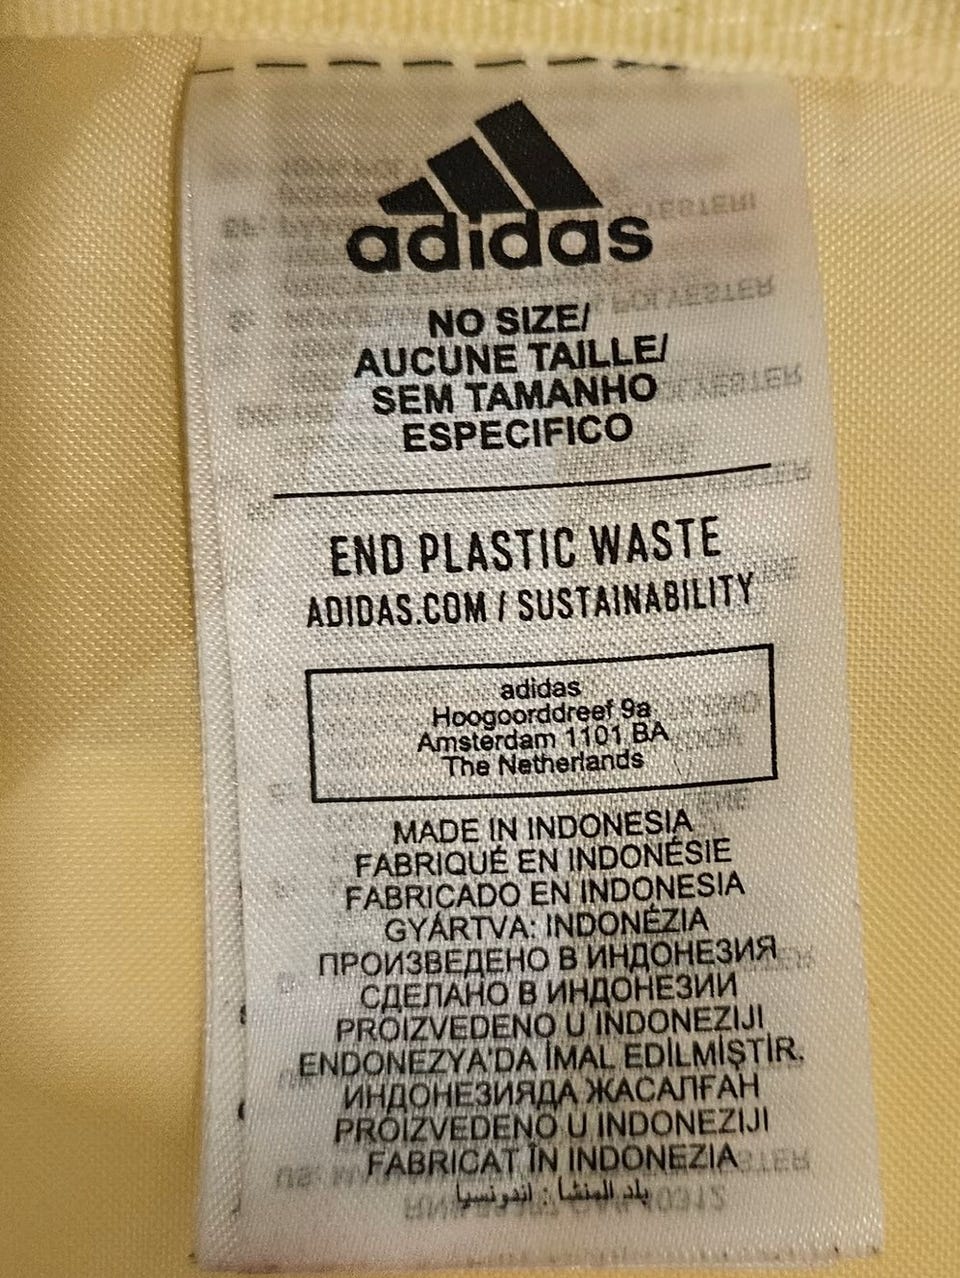 adidas
NO SIZE/
AUCUNE TAILLE/
SEM TAMANHO
ESPECIFICO
END PLASTIC WASTE
ADIDAS.COM / SUSTAINABILITY
adidas
Hoogoorddreef 9a
Amsterdam 1101 BA
The Netherlands
MADE IN INDONESIA
FABRIQUÉ EN INDONÉSIE
FABRICADO EN INDONESIA
GYÁRTVA: INDONÉZIA
ПРОИЗВЕДЕНО В ИНДОНЕЗИЯ
СДЕЛАНО В ИНДОНЕЗИИ
PROIZVEDENO U INDONEZIJI
ENDONEZYA'DA İMAL EDİLMİŞTİR.
ИНДОНЕЗИЯДА ЖАСАЛҒАН
PROIZVEDENO U INDONEZIJI
FABRICAT ÎN INDONEZIA
بلد المنشأ : اندونسيا